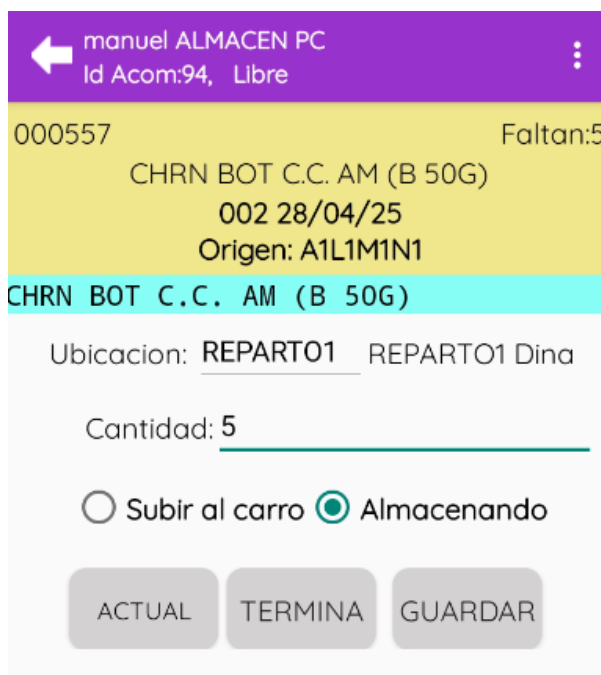 manuel ALMACEN PC
Id Acom:94, Libre
000557 Faltan:5
CHRN BOT C.C. AM (B 50G)
002 28/04/25
Origen: A1L1M1N1
CHRN BOT C.C. AM (B 50G)
Ubicacion: REPARTO1 REPARTO1 Dina
Cantidad: 5
Subir al carro Almacenando
ACTUAL TERMINA GUARDAR